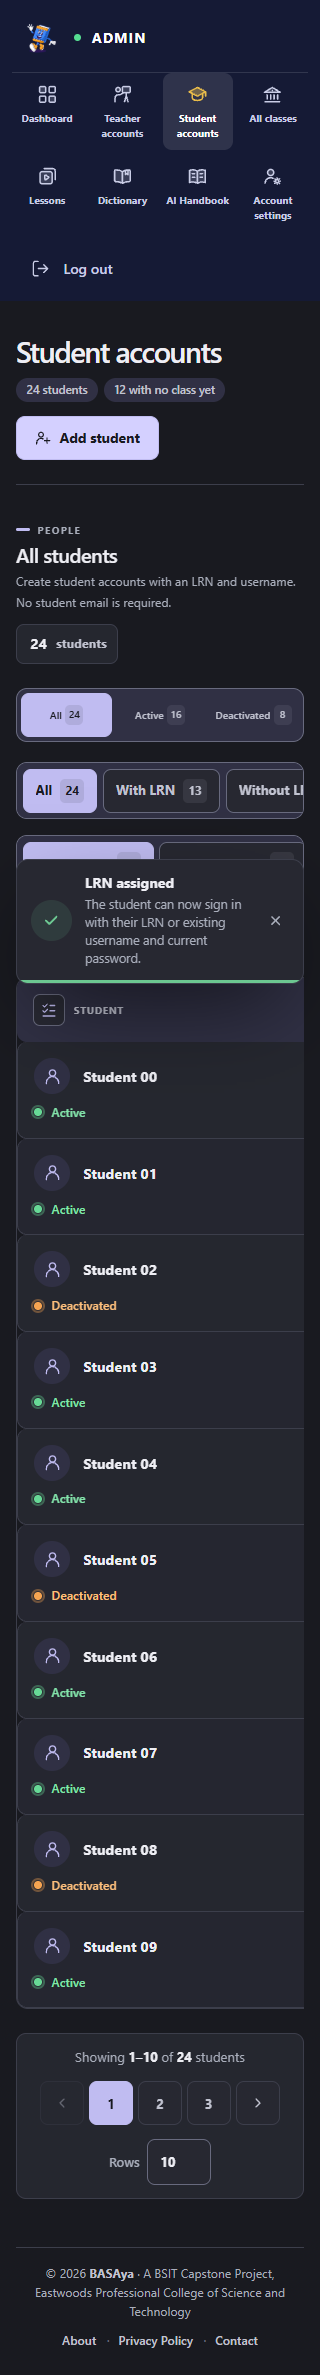 ADMIN
Dashboard
Teacher
accounts
Student
accounts
All classes
Lessons
Dictionary
AI Handbook
Account
settings
Log out
Student accounts
24 students
12 with no class yet
Add student
PEOPLE
All students
Create student accounts with an LRN and username.
No student email is required.
24 students
All 24
Active 16
Deactivated 8
All 24
With LRN 13
Without
LRN assigned
The student can now sign in
with their LRN or existing
username and current
password.
STUDENT
Student 00
Active
Student 01
Active
Student 02
Deactivated
Student 03
Active
Student 04
Active
Student 05
Deactivated
Student 06
Active
Student 07
Active
Student 08
Deactivated
Student 09
Active
Showing 1–10 of 24 students
1
2
3
Rows 10
© 2026 BASAya · A BSIT Capstone Project,
Eastwoods Professional College of Science and
Technology
About · Privacy Policy · Contact